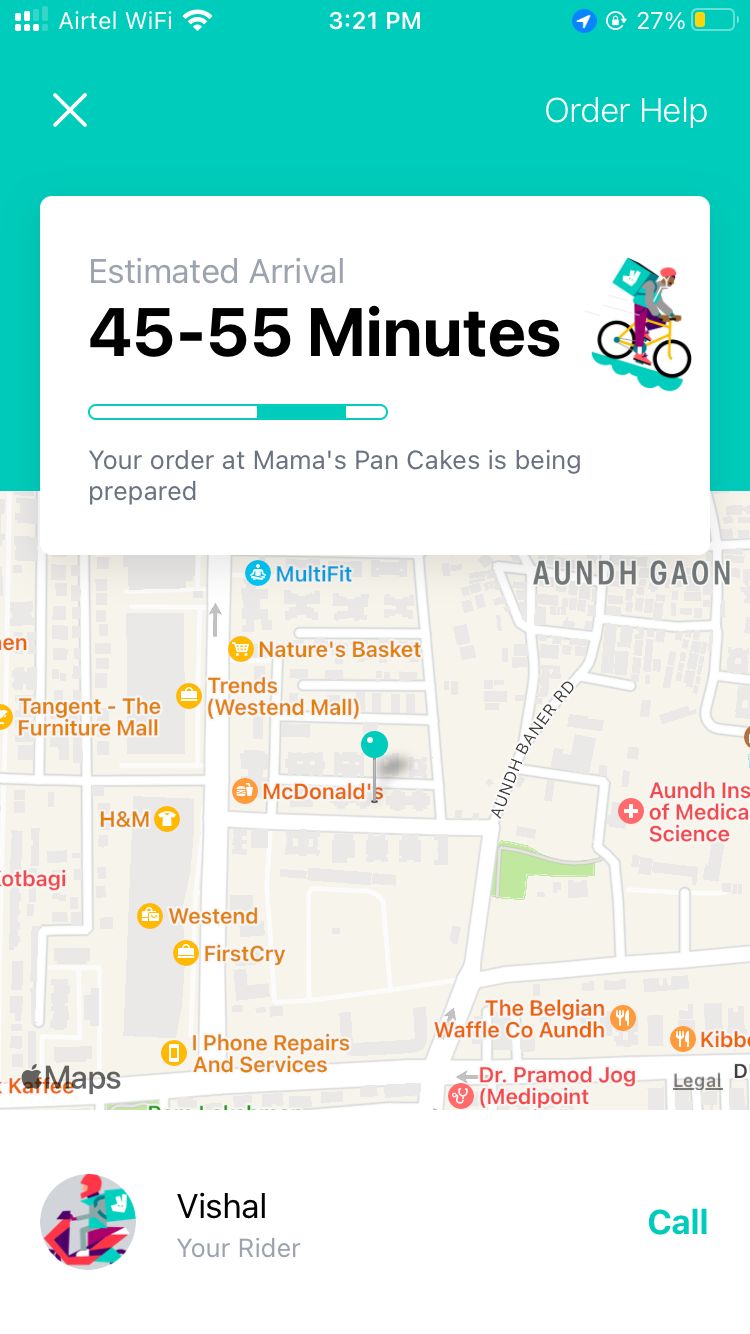 Airtel WiFi
3:21 PM
27%
Order Help
Estimated Arrival
45-55 Minutes
Your order at Mama's Pan Cakes is being
prepared
MultiFit
AUNDH GAON
Nature's Basket
Trends
(Westend Mall)
Tangent - The
Furniture Mall
AUNDH BANER RD
McDonald's
H&M
Aundh Ins
of Medica
Science
otbagi
Westend
FirstCry
The Belgian
Waffle Co Aundh
I Phone Repairs
And Services
Kibb
Kaffee
Maps
Dr. Pramod Jog
(Medipoint
Legal
D
Vishal
Your Rider
Call